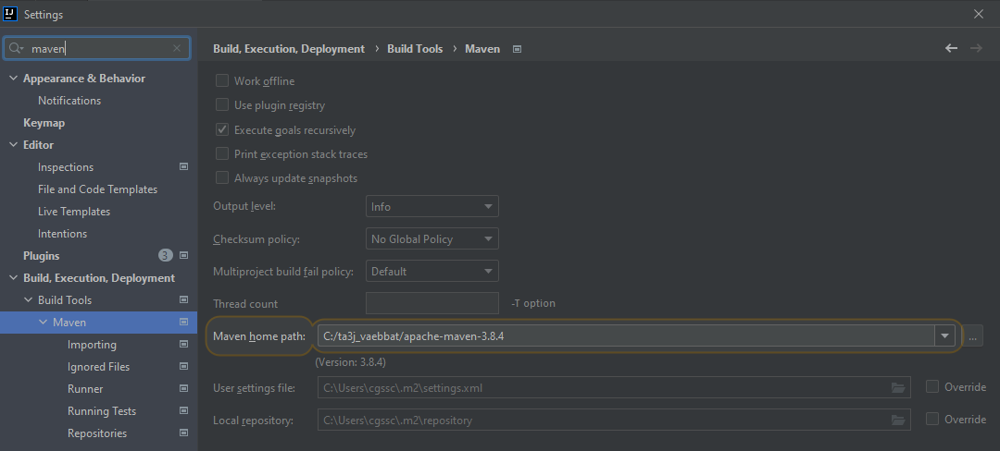 Settings
maven
Appearance & Behavior
Notifications
Keymap
Editor
Inspections
File and Code Templates
Live Templates
Intentions
Plugins 3
Build, Execution, Deployment
Build Tools
Maven
Importing
Ignored Files
Runner
Running Tests
Repositories
Build, Execution, Deployment › Build Tools › Maven
Work offline
Use plugin registry
Execute goals recursively
Print exception stack traces
Always update snapshots
Output level: Info
Checksum policy: No Global Policy
Multiproject build fail policy: Default
Thread count -T option
Maven home path: C:/ta3j_vaebbat/apache-maven-3.8.4 ...
(Version: 3.8.4)
User settings file: C:\Users\cgssc\.m2\settings.xml Override
Local repository: C:\Users\cgssc\.m2\repository Override